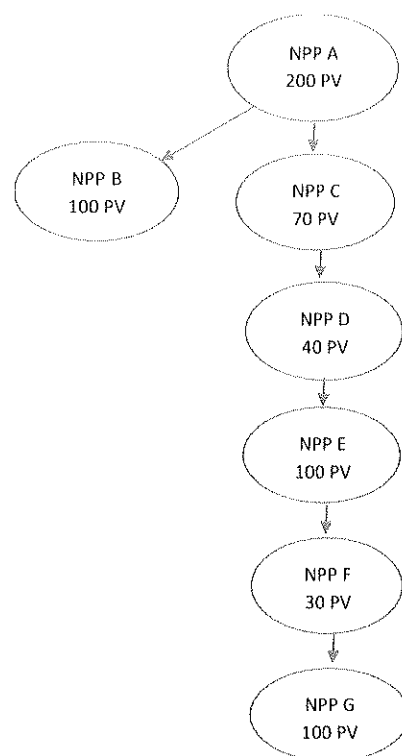 NPP A
200 PV
NPP B
100 PV
NPP C
70 PV
NPP D
40 PV
NPP E
100 PV
NPP F
30 PV
NPP G
100 PV